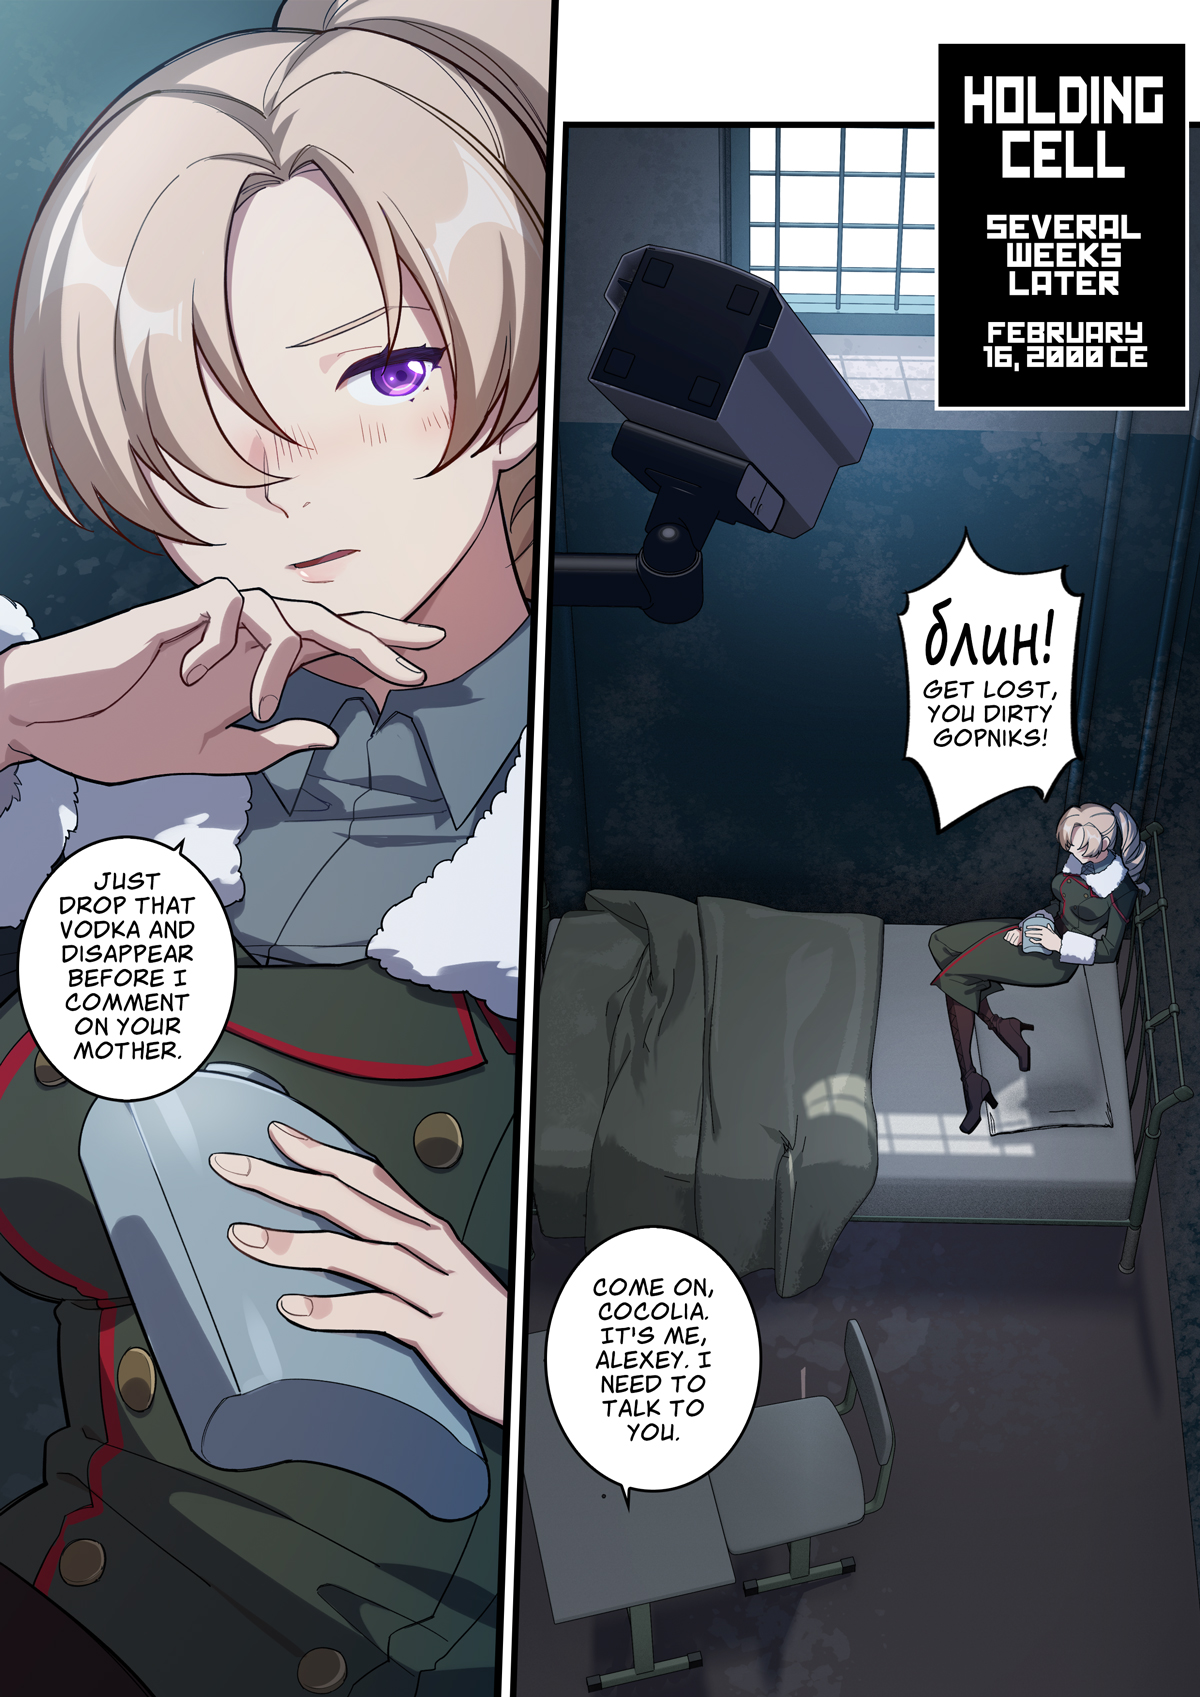 HOLDING
CELL
SEVERAL
WEEKS
LATER
FEBRUARY
16, 2000 CE
блин!
GET LOST,
YOU DIRTY
GOPNIKS!
COME ON,
COCOLIA.
IT'S ME,
ALEXEY. I
NEED TO
TALK TO
YOU.
JUST
DROP THAT
VODKA AND
DISAPPEAR
BEFORE I
COMMENT
ON YOUR
MOTHER.